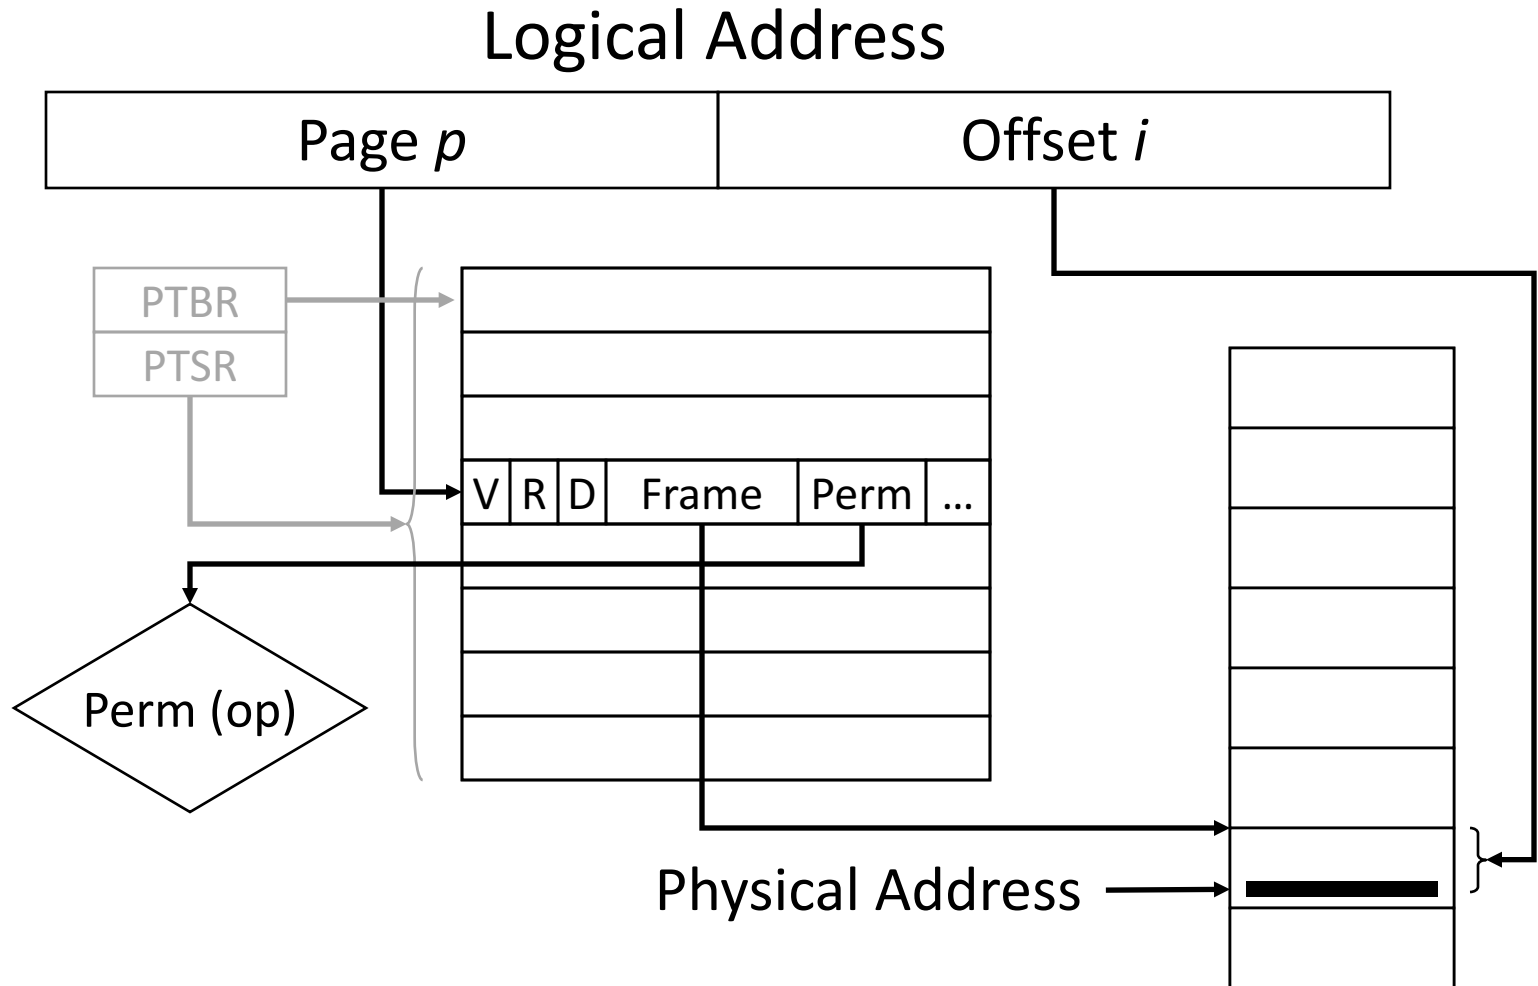 Logical Address
Page p
Offset i
PTBR
PTSR
V R D Frame Perm ...
Perm (op)
Physical Address